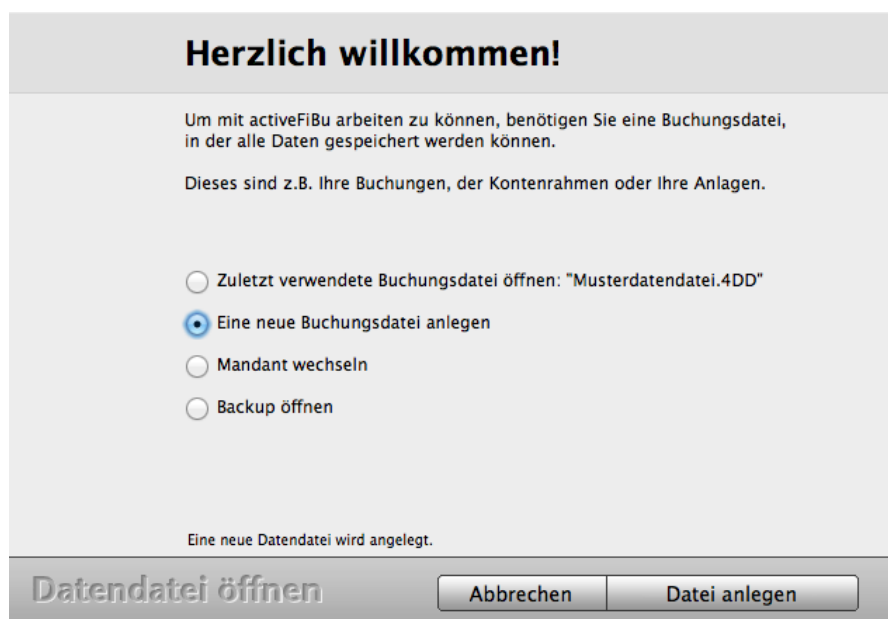 Herzlich willkommen!
Um mit activeFiBu arbeiten zu können, benötigen Sie eine Buchungsdatei,
in der alle Daten gespeichert werden können.
Dieses sind z.B. Ihre Buchungen, der Kontenrahmen oder Ihre Anlagen.
Zuletzt verwendete Buchungsdatei öffnen: "Musterdatendatei.4DD"
Eine neue Buchungsdatei anlegen
Mandant wechseln
Backup öffnen
Eine neue Datendatei wird angelegt.
Datendatei öffnen
Abbrechen
Datei anlegen